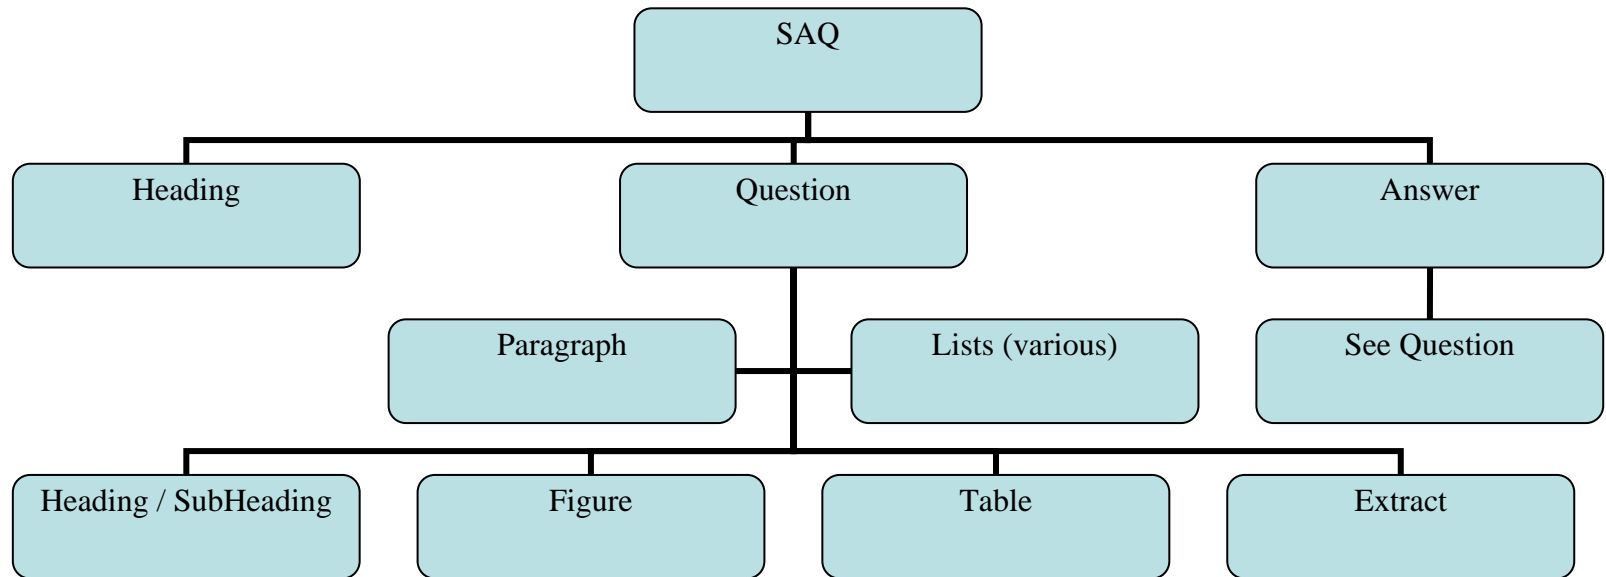 SAQ
Heading
Question
Answer
Paragraph
Lists (various)
See Question
Heading / SubHeading
Figure
Table
Extract